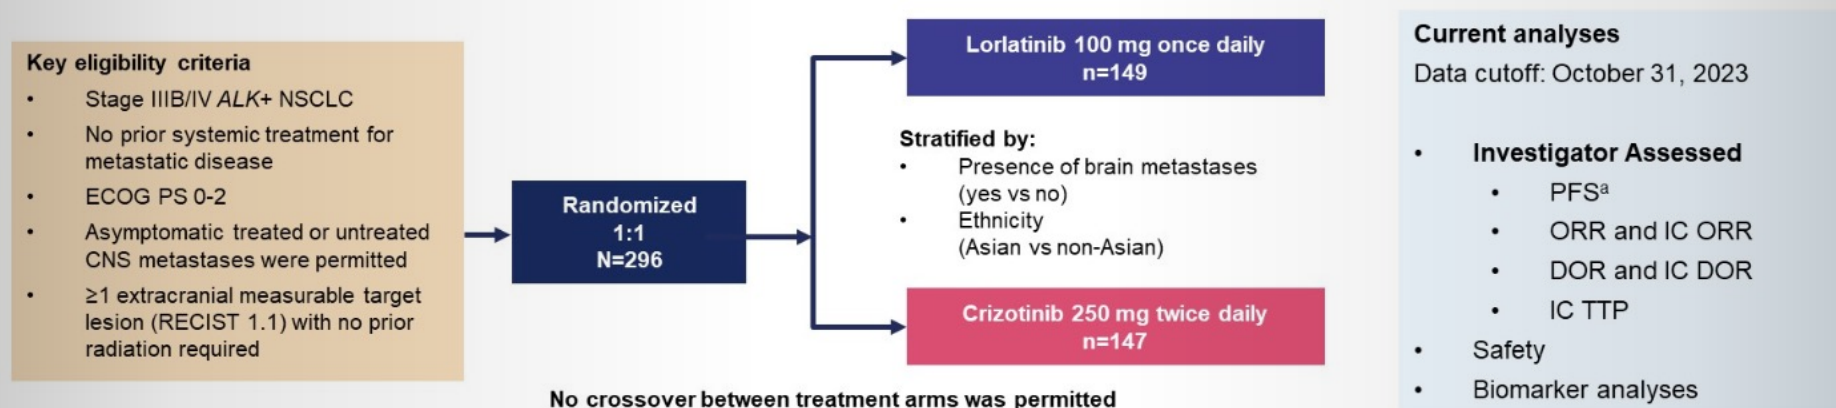 Key eligibility criteria
• Stage IIIB/IV ALK+ NSCLC
• No prior systemic treatment for
metastatic disease
• ECOG PS 0-2
• Asymptomatic treated or untreated
CNS metastases were permitted
• ≥1 extracranial measurable target
lesion (RECIST 1.1) with no prior
radiation required
Randomized
1:1
N=296
Lorlatinib 100 mg once daily
n=149
Stratified by:
• Presence of brain metastases
(yes vs no)
• Ethnicity
(Asian vs non-Asian)
Crizotinib 250 mg twice daily
n=147
No crossover between treatment arms was permitted
Current analyses
Data cutoff: October 31, 2023
• Investigator Assessed
• PFSᵃ
• ORR and IC ORR
• DOR and IC DOR
• IC TTP
• Safety
• Biomarker analyses